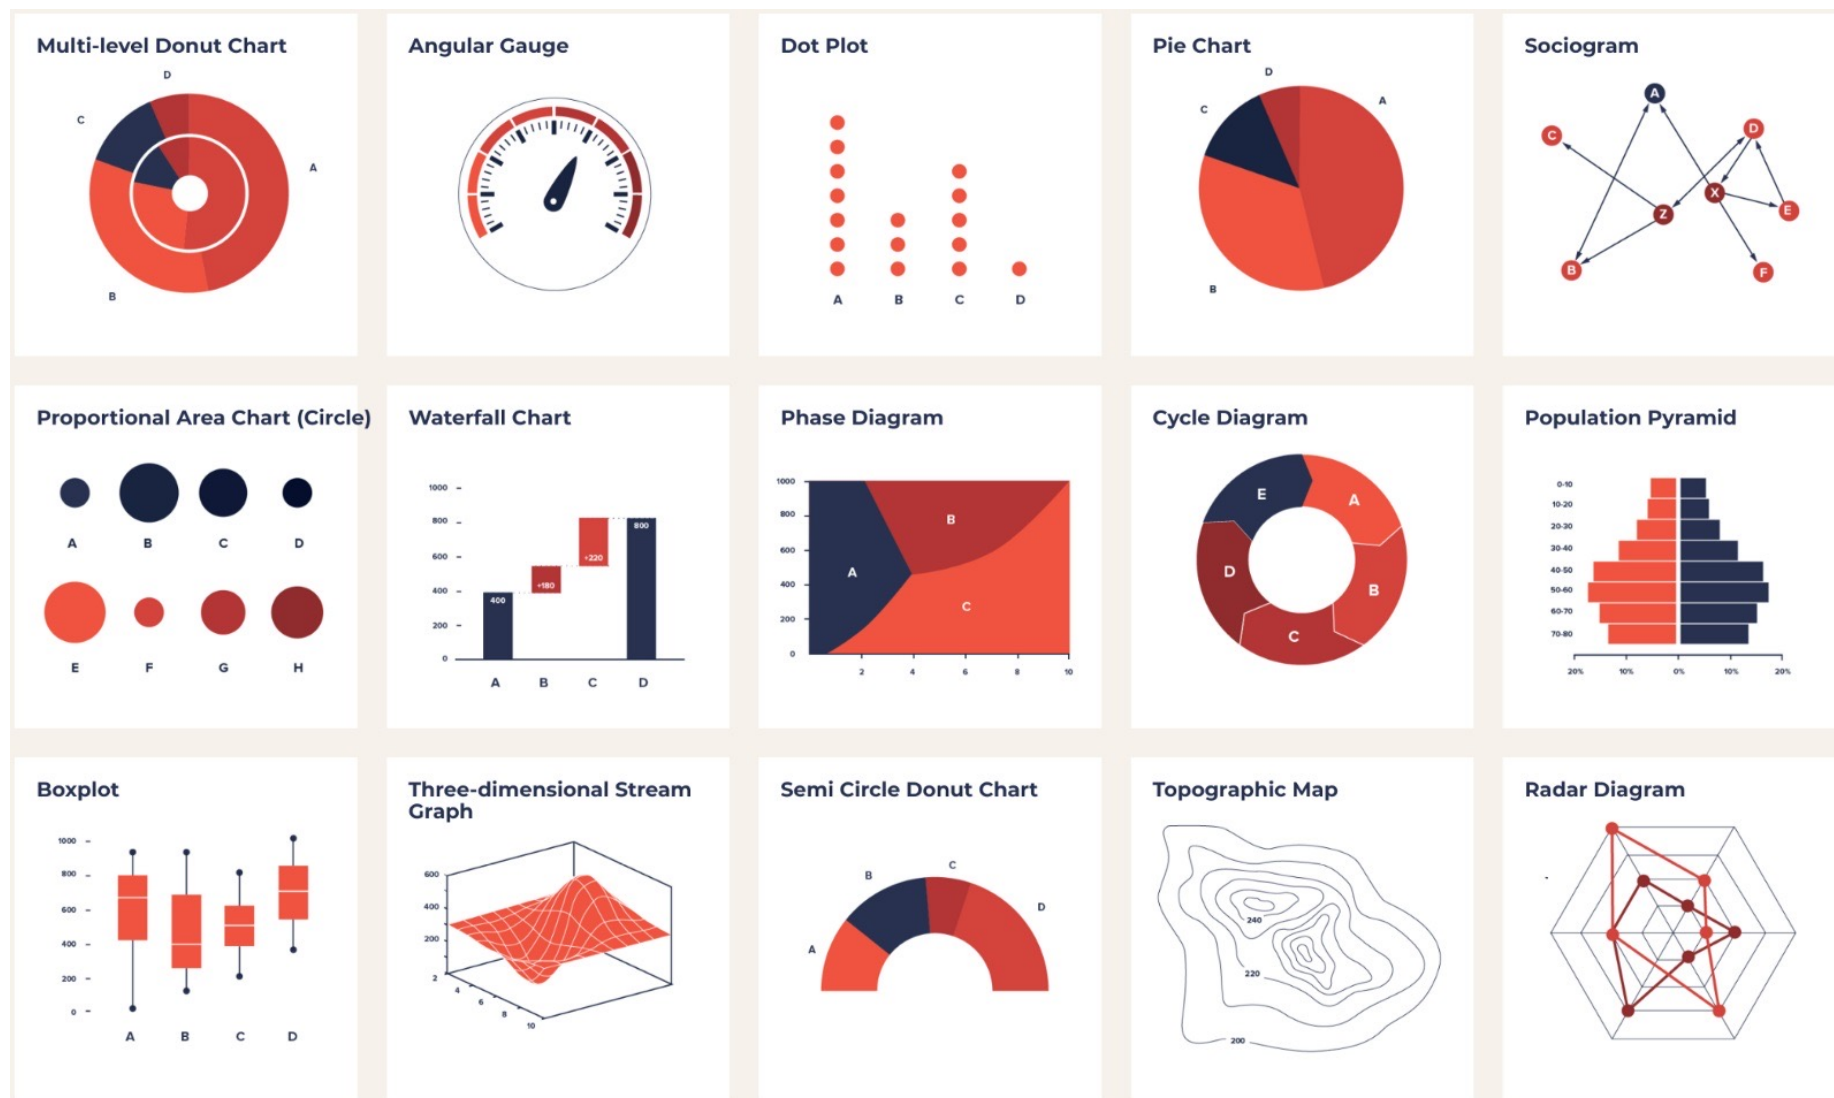 Multi-level Donut Chart
D
C
A
B
Angular Gauge
Dot Plot
A B C D
Pie Chart
D
A
C
B
Sociogram
A
D
C
X
Z
E
B
F
Proportional Area Chart (Circle)
A B C D
E F G H
Waterfall Chart
1000
800
800
600
+220
+180
400
400
200
0
A B C D
Phase Diagram
1000
800
B
600
A
400
C
200
0
2 4 6 8 10
Cycle Diagram
E
A
D
B
C
Population Pyramid
0-10
10-20
20-30
30-40
40-50
50-60
60-70
70-80
20% 10% 0% 10% 20%
Boxplot
1000
800
600
400
200
0
A B C D
Three-dimensional Stream
Graph
600
400
200
2
4
6
8
10
Semi Circle Donut Chart
C
B
D
A
Topographic Map
240
220
200
Radar Diagram